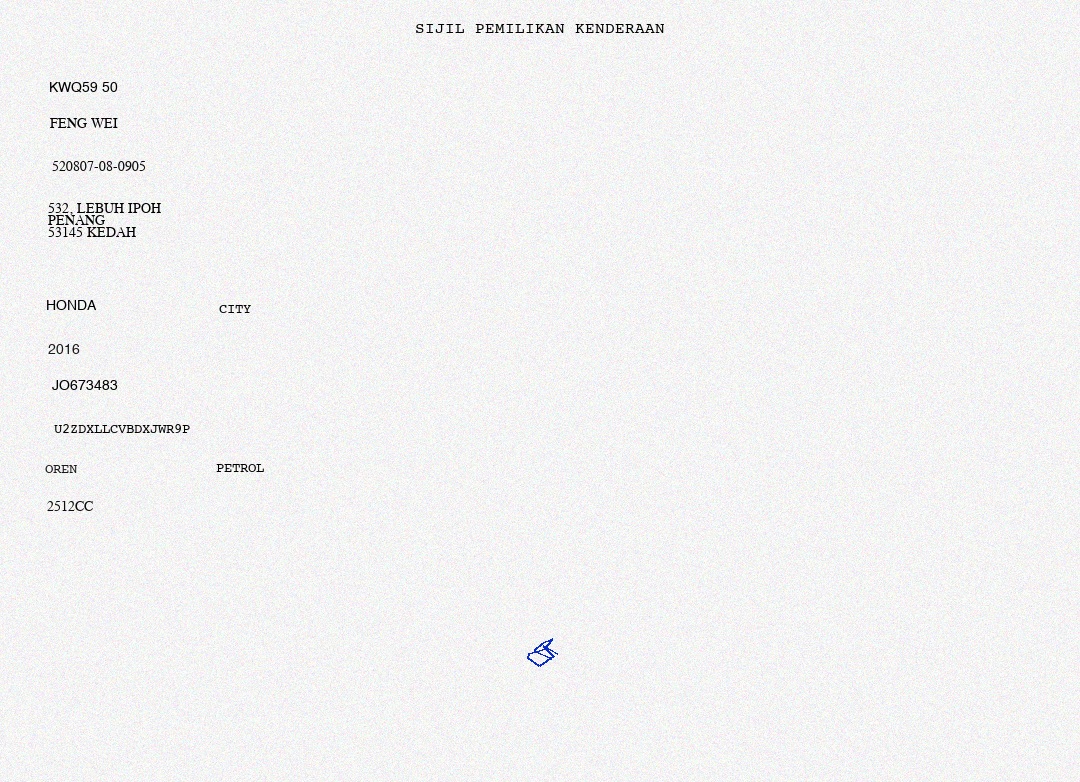 SIJIL PEMILIKAN KENDERAAN
KWQ59 50
FENG WEI
520807-08-0905
532, LEBUH IPOH
PENANG
53145 KEDAH
HONDA CITY
2016
JO673483
U2ZDXLLCVBDXJWR9P
OREN PETROL
2512CC